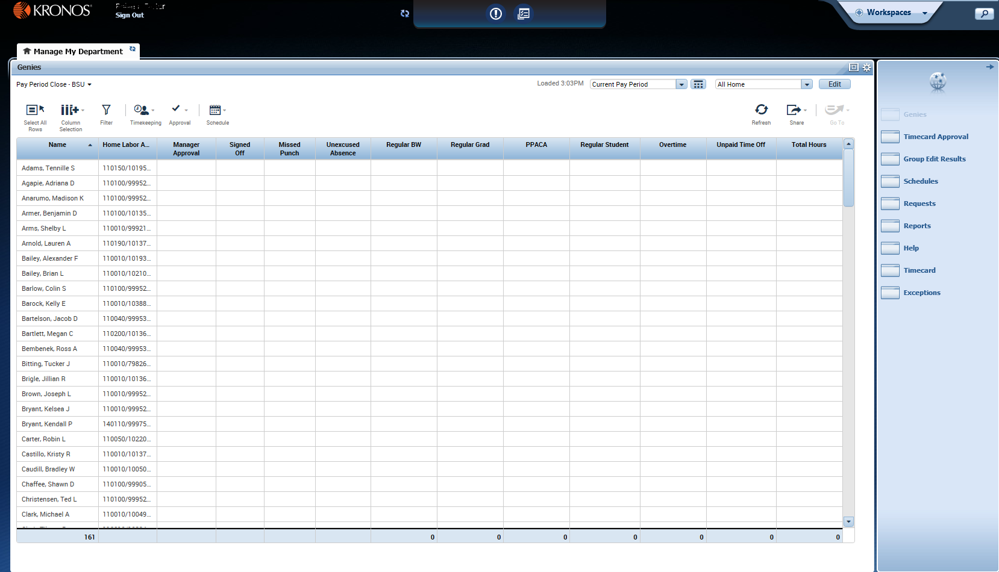 KRONOS
Sign Out
Workspaces
Manage My Department
Genies
Pay Period Close - BSU
Loaded 3:03PM
Current Pay Period
All Home
Edit
Select All Rows
Column Selection
Filter
Timekeeping
Approval
Schedule
Refresh
Share
Go To
Name Home Labor A... Manager Approval Signed Off Missed Punch Unexcused Absence Regular BW Regular Grad PPACA Regular Student Overtime Unpaid Time Off Total Hours
Adams, Tennille S 110150/10195...
Agapie, Adriana D 110100/99952...
Anarumo, Madison K 110100/99952...
Armer, Benjamin D 110100/10135...
Arms, Shelby L 110010/99921...
Arnold, Lauren A 110190/10137...
Bailey, Alexander F 110010/10193...
Bailey, Brian L 110010/10210...
Barlow, Colin S 110100/99952...
Barock, Kelly E 110010/10388...
Bartelson, Jacob D 110040/99953...
Bartlett, Megan C 110200/10136...
Bembenek, Ross A 110040/99953...
Bitting, Tucker J 110010/79826...
Brigle, Jillian R 110010/10136...
Brown, Joseph L 110010/99952...
Bryant, Kelsea J 110010/99952...
Bryant, Kendall P 140110/99975...
Carter, Robin L 110050/10220...
Castillo, Kristy R 110010/10137...
Caudill, Bradley W 110010/10050...
Chaffee, Shawn D 110100/99905...
Christensen, Ted L 110100/99952...
Clark, Michael A 110010/10049...
161 0 0 0 0 0 0 0
Genies
Timecard Approval
Group Edit Results
Schedules
Requests
Reports
Help
Timecard
Exceptions